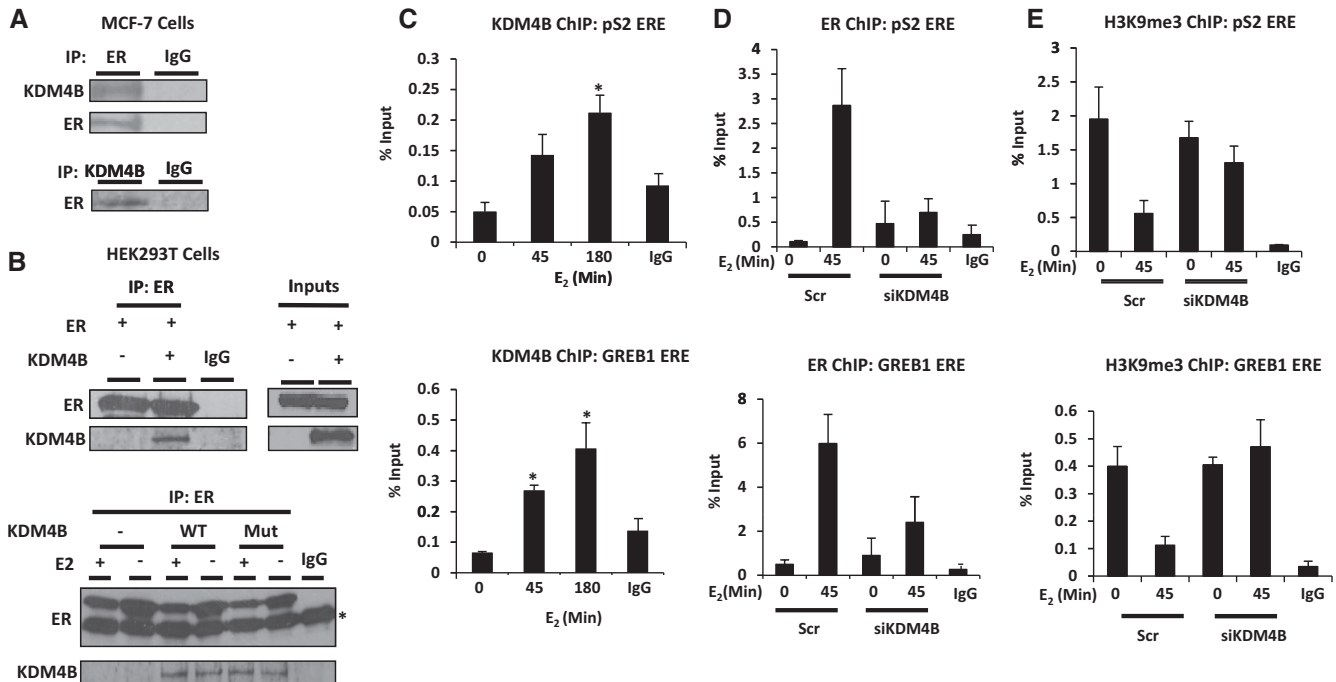 A
MCF-7 Cells
IP: ER IgG
KDM4B
ER
IP: KDM4B IgG
ER
B
HEK293T Cells
IP: ER Inputs
ER + + + +
KDM4B - + IgG - +
ER
KDM4B
IP: ER
KDM4B - WT Mut
E2 + - + - + - IgG
ER *
KDM4B
C
KDM4B ChIP: pS2 ERE
% Input
0.3
0.25
0.2
0.15
0.1
0.05
0
*
0 45 180 IgG
E2 (Min)
KDM4B ChIP: GREB1 ERE
% Input
0.6
0.5
0.4
0.3
0.2
0.1
0
* *
0 45 180 IgG
E2 (Min)
D
ER ChIP: pS2 ERE
% Input
4
3.5
3
2.5
2
1.5
1
0.5
0
E2 (Min) 0 45 0 45 IgG
Scr siKDM4B
ER ChIP: GREB1 ERE
% Input
8
6
4
2
0
E2 (Min) 0 45 0 45 IgG
Scr siKDM4B
E
H3K9me3 ChIP: pS2 ERE
% Input
3
2.5
2
1.5
1
0.5
0
E2 (Min) 0 45 0 45 IgG
Scr siKDM4B
H3K9me3 ChIP: GREB1 ERE
% Input
0.6
0.5
0.4
0.3
0.2
0.1
0
E2 (Min) 0 45 0 45 IgG
Scr siKDM4B